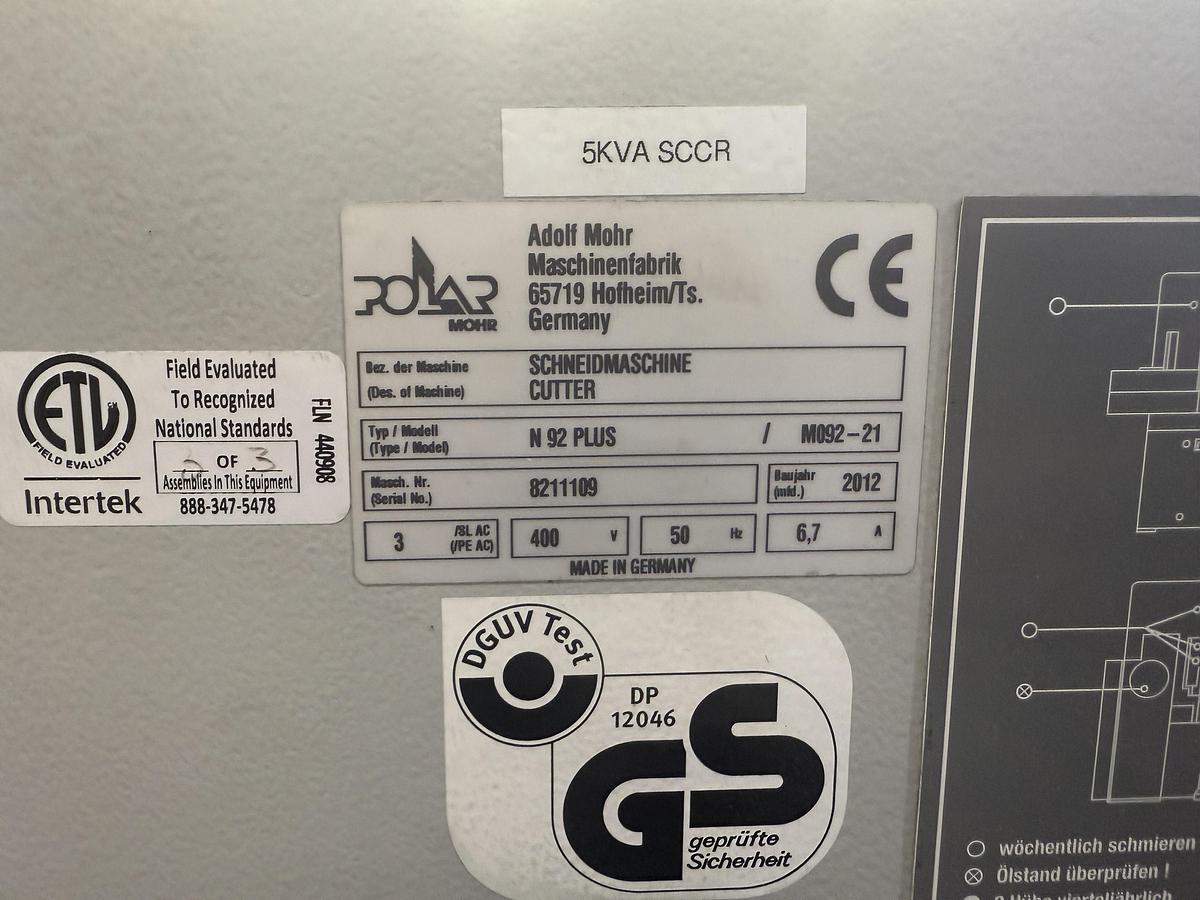 5KVA SCCR
POLAR
MOHR
Adolf Mohr
Maschinenfabrik
65719 Hofheim/Ts.
Germany
CE
Bez. der Maschine
(Des. of Machine)
SCHNEIDMASCHINE
CUTTER
Typ / Modell
(Type / Model)
N 92 PLUS / M092-21
Masch. Nr.
(Serial No.)
8211109
Baujahr
(mfd.)
2012
3 /SL AC
(/PE AC)
400 V
50 Hz
6,7 A
MADE IN GERMANY
ETL
CM
FIELD EVALUATED
Intertek
Field Evaluated
To Recognized
National Standards
OF 3
Assemblies In This Equipment
888-347-5478
FLN 440908
DGUV Test
DP
12046
GS
geprüfte
Sicherheit
wöchentlich schmieren
Ölstand überprüfen !